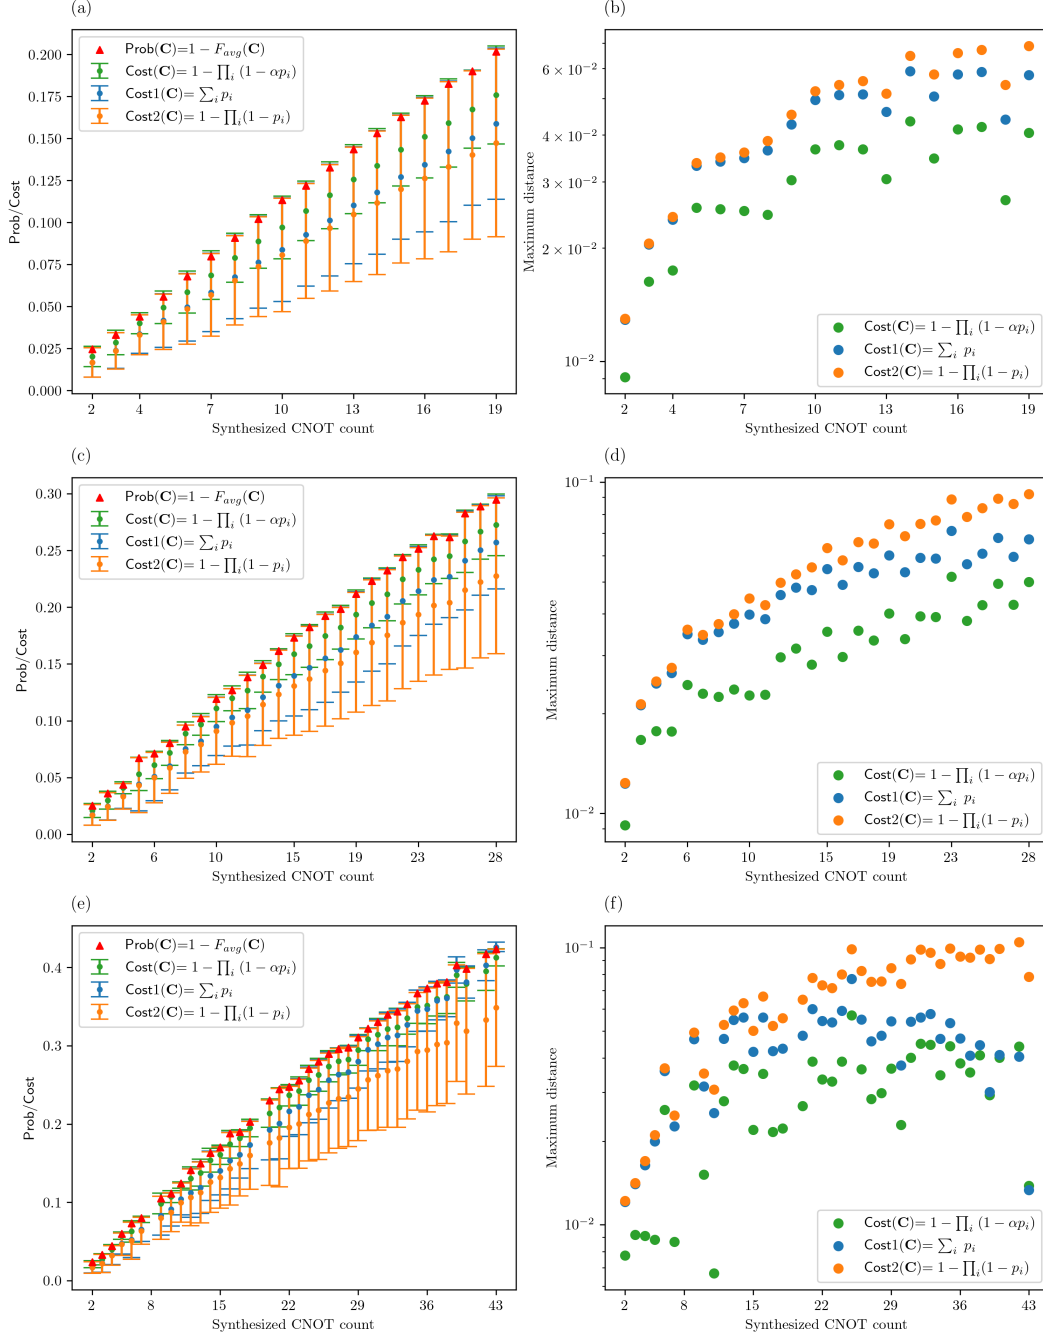 (a)
Prob(C)=1 − F_avg(C)
Cost(C)= 1 − ∏_i (1 − αp_i)
Cost1(C)= ∑_i p_i
Cost2(C)= 1 − ∏_i(1 − p_i)
0.200
0.175
0.150
0.125
0.100
0.075
0.050
0.025
0.000
Prob/Cost
2 4 7 10 13 16 19
Synthesized CNOT count
(b)
6 × 10⁻²
4 × 10⁻²
3 × 10⁻²
2 × 10⁻²
10⁻²
Maximum distance
Cost(C)= 1 − ∏_i (1 − αp_i)
Cost1(C)= ∑_i p_i
Cost2(C)= 1 − ∏_i(1 − p_i)
2 4 7 10 13 16 19
Synthesized CNOT count
(c)
Prob(C)=1 − F_avg(C)
Cost(C)= 1 − ∏_i (1 − αp_i)
Cost1(C)= ∑_i p_i
Cost2(C)= 1 − ∏_i(1 − p_i)
0.30
0.25
0.20
0.15
0.10
0.05
0.00
Prob/Cost
2 6 10 15 19 23 28
Synthesized CNOT count
(d)
10⁻¹
10⁻²
Maximum distance
Cost(C)= 1 − ∏_i (1 − αp_i)
Cost1(C)= ∑_i p_i
Cost2(C)= 1 − ∏_i(1 − p_i)
2 6 10 15 19 23 28
Synthesized CNOT count
(e)
Prob(C)=1 − F_avg(C)
Cost(C)= 1 − ∏_i (1 − αp_i)
Cost1(C)= ∑_i p_i
Cost2(C)= 1 − ∏_i(1 − p_i)
0.4
0.3
0.2
0.1
0.0
Prob/Cost
2 8 15 22 29 36 43
Synthesized CNOT count
(f)
10⁻¹
10⁻²
Maximum distance
Cost(C)= 1 − ∏_i (1 − αp_i)
Cost1(C)= ∑_i p_i
Cost2(C)= 1 − ∏_i(1 − p_i)
2 8 15 22 29 36 43
Synthesized CNOT count